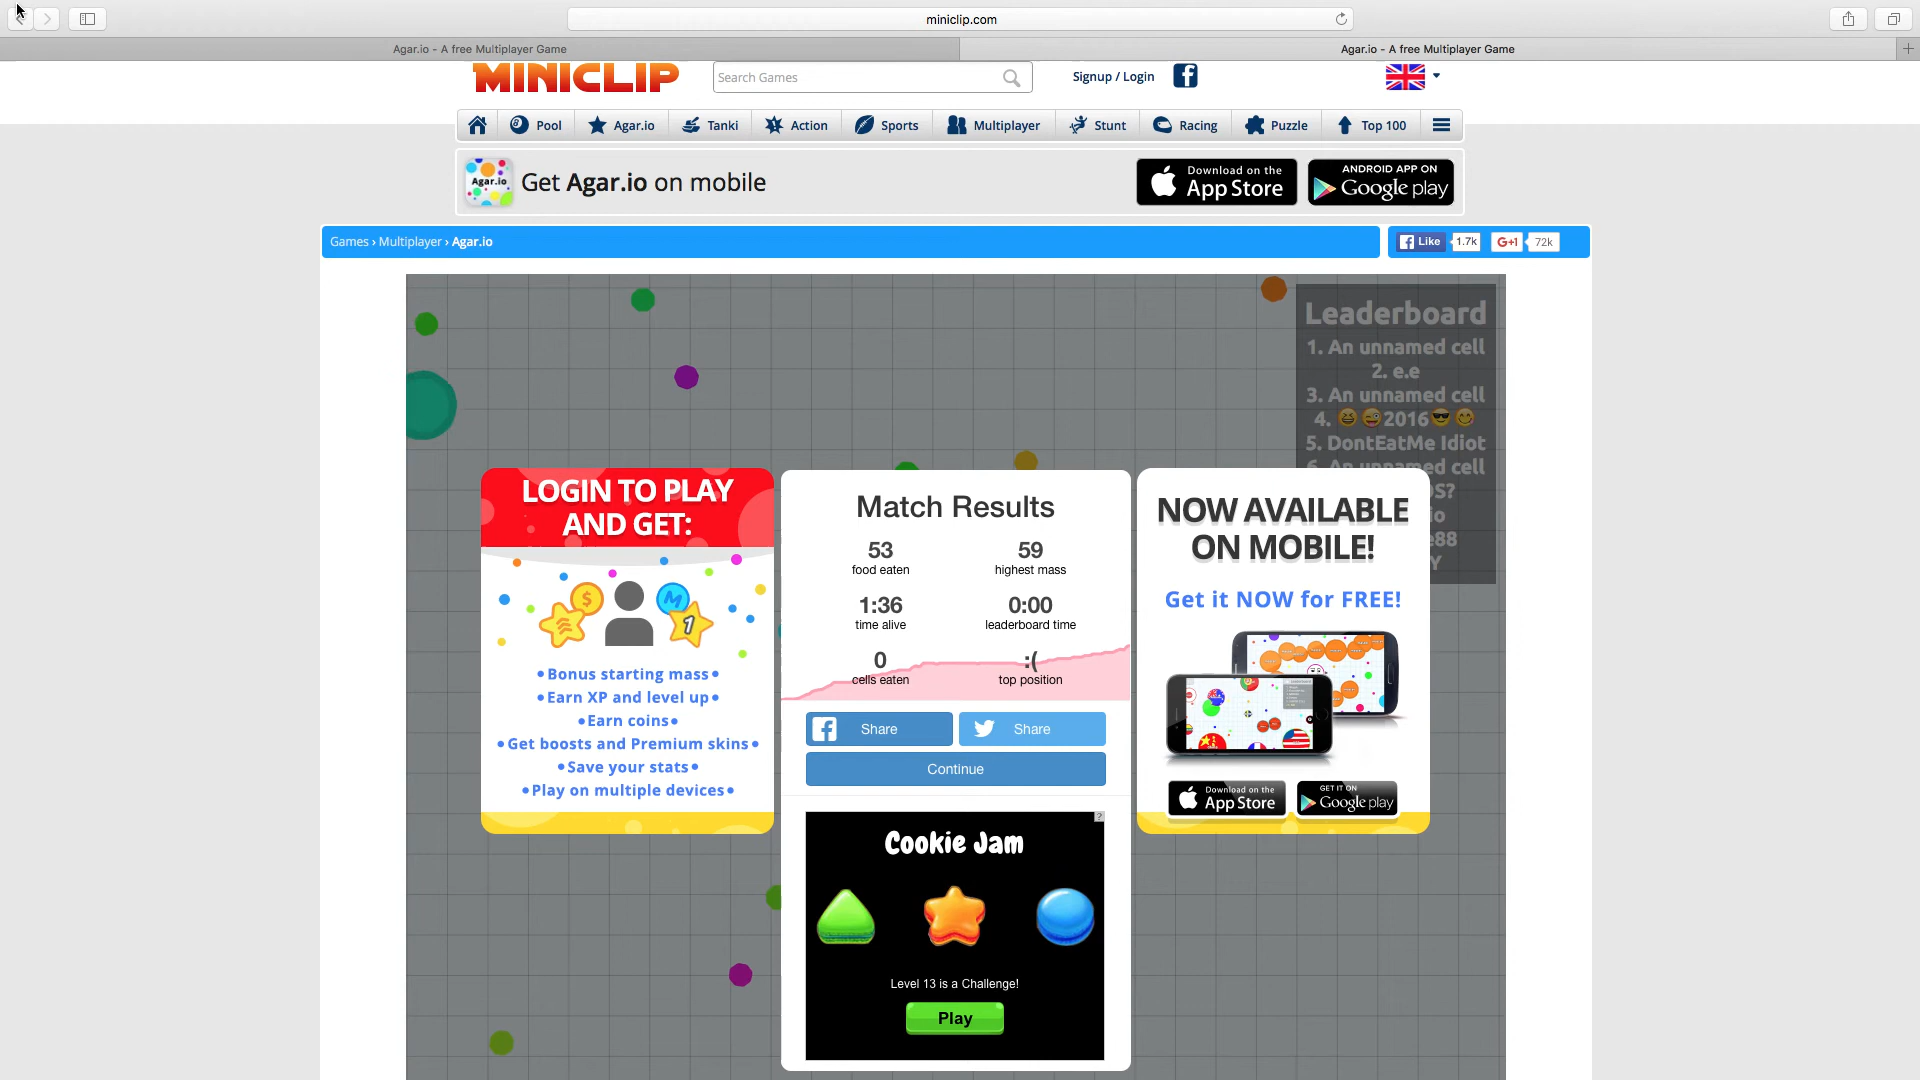 miniclip.com
Agar.io - A free Multiplayer Game
Agar.io - A free Multiplayer Game
MINICLIP
Search Games
Signup / Login
Pool
Agar.io
Tanki
Action
Sports
Multiplayer
Stunt
Racing
Puzzle
Top 100
Agar.io
Get Agar.io on mobile
Download on the
App Store
ANDROID APP ON
Google play
Games › Multiplayer › Agar.io
Like
1.7k
G+1
72k
Leaderboard
1. An unnamed cell
2. e.e
3. An unnamed cell
4. 😆😜2016😎😋
5. DontEatMe Idiot
6. An unnamed cell
LOGIN TO PLAY
AND GET:
•Bonus starting mass•
•Earn XP and level up•
•Earn coins•
•Get boosts and Premium skins•
•Save your stats•
•Play on multiple devices•
Match Results
53
food eaten
59
highest mass
1:36
time alive
0:00
leaderboard time
0
cells eaten
:(
top position
Share
Share
Continue
Cookie Jam
Level 13 is a Challenge!
Play
NOW AVAILABLE
ON MOBILE!
Get it NOW for FREE!
Download on the
App Store
GET IT ON
Google play